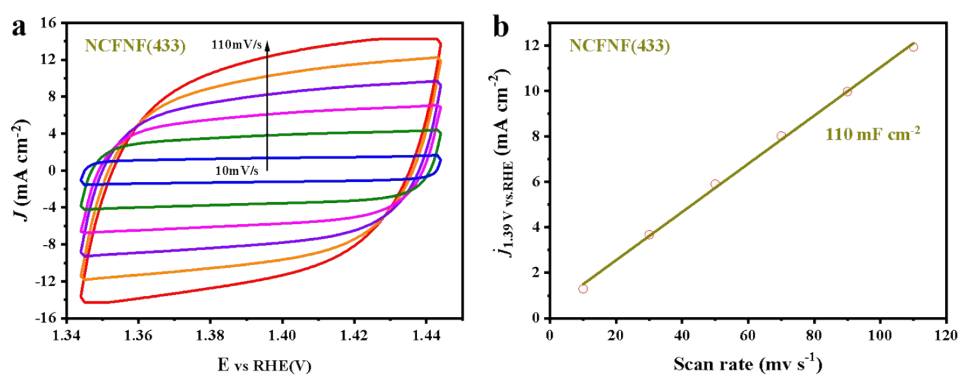 a
NCFNF(433)
110mV/s
10mV/s
J (mA cm-2)
16
12
8
4
0
-4
-8
-12
-16
1.34
1.36
1.38
1.40
1.42
1.44
E vs RHE(V)
b
NCFNF(433)
110 mF cm-2
j1.39 V vs.RHE (mA cm-2)
14
12
10
8
6
4
2
0
0
20
40
60
80
100
120
Scan rate (mv s-1)